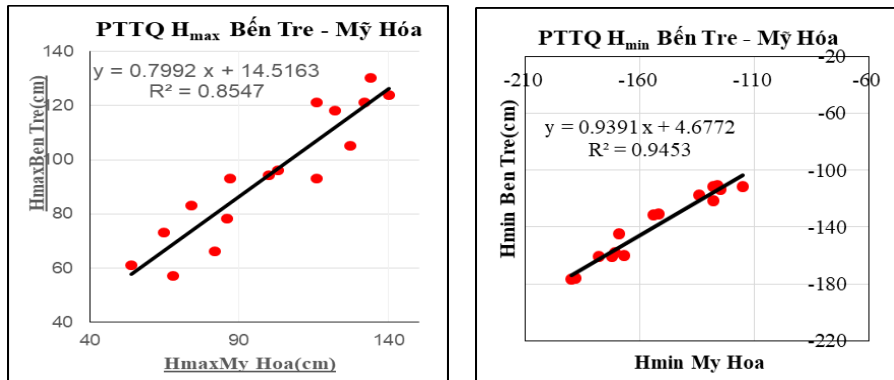 PTTQ Hmax Bến Tre - Mỹ Hóa
y = 0.7992 x + 14.5163
R² = 0.8547
HmaxBen Tre(cm)
140
120
100
80
60
40
40 90 140
HmaxMy Hoa(cm)
PTTQ Hmin Bến Tre - Mỹ Hóa
-210 -160 -110 -60
-20
-60
-100
-140
-180
-220
y = 0.9391 x + 4.6772
R² = 0.9453
Hmin Ben Tre(cm)
Hmin My Hoa